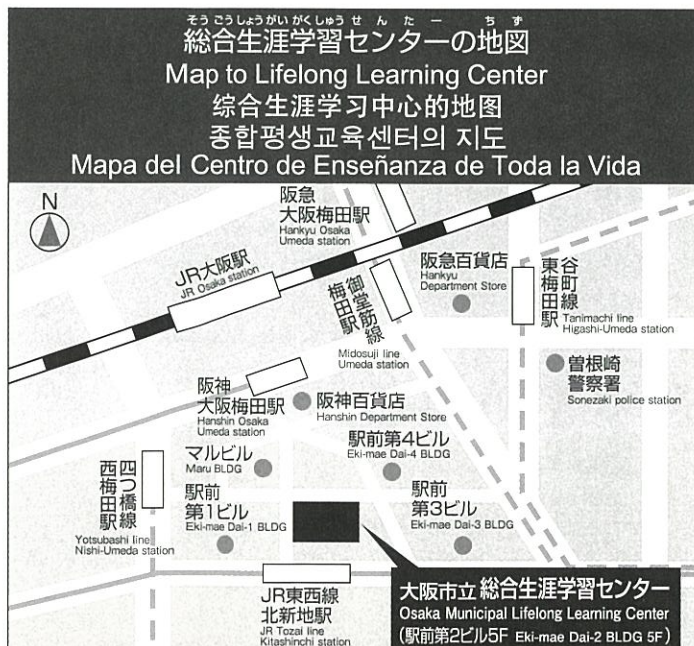 そうごうしょうがいがくしゅうせんたー ちず
総合生涯学習センターの地図
Map to Lifelong Learning Center
综合生涯学习中心的地图
종합평생교육센터의 지도
Mapa del Centro de Enseñanza de Toda la Vida
N
阪急
大阪梅田駅
Hankyu Osaka
Umeda station
JR大阪駅
JR Osaka station
御堂筋線
梅田駅
Midosuji line
Umeda station
阪急百貨店
Hankyu
Department Store
谷町線
東梅田駅
Tanimachi line
Higashi-Umeda station
曽根崎
警察署
Sonezaki police station
阪神
大阪梅田駅
Hanshin Osaka
Umeda station
阪神百貨店
Hanshin Department Store
マルビル
Maru BLDG
駅前第4ビル
Eki-mae Dai-4 BLDG
四つ橋線
西梅田駅
Yotsubashi line
Nishi-Umeda station
駅前
第1ビル
Eki-mae Dai-1 BLDG
駅前
第3ビル
Eki-mae Dai-3 BLDG
JR東西線
北新地駅
JR Tozai line
Kitashinchi station
大阪市立 総合生涯学習センター
Osaka Municipal Lifelong Learning Center
(駅前第2ビル5F Eki-mae Dai-2 BLDG 5F)